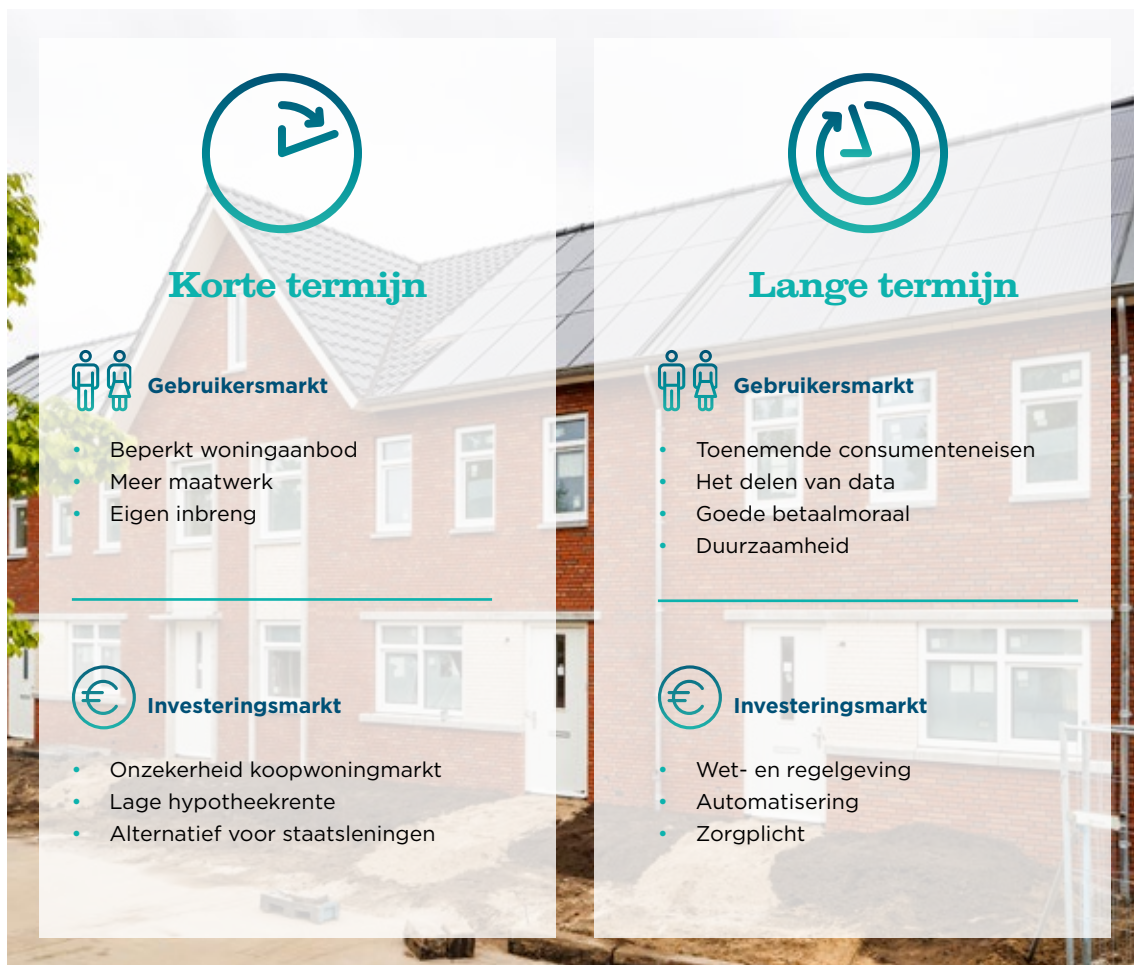 Korte termijn
Gebruikersmarkt
• Beperkt woningaanbod
• Meer maatwerk
• Eigen inbreng
€ Investeringsmarkt
• Onzekerheid koopwoningmarkt
• Lage hypotheekrente
• Alternatief voor staatsleningen
Lange termijn
Gebruikersmarkt
• Toenemende consumenteneisen
• Het delen van data
• Goede betaalmoraal
• Duurzaamheid
€ Investeringsmarkt
• Wet- en regelgeving
• Automatisering
• Zorgplicht